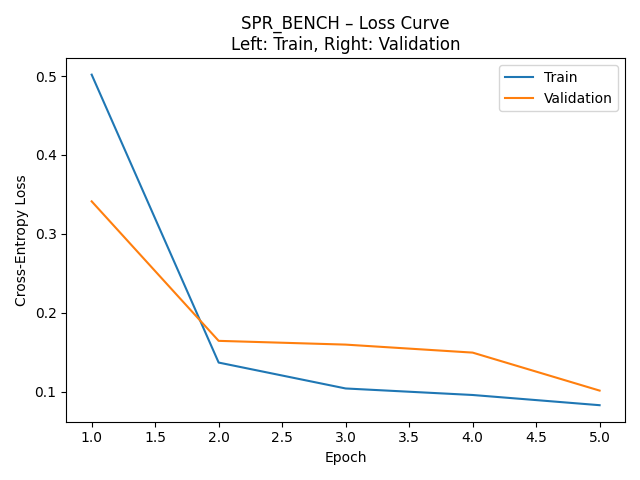 SPR_BENCH – Loss Curve
Left: Train, Right: Validation
Train
Validation
Cross-Entropy Loss
0.5
0.4
0.3
0.2
0.1
1.0 1.5 2.0 2.5 3.0 3.5 4.0 4.5 5.0
Epoch